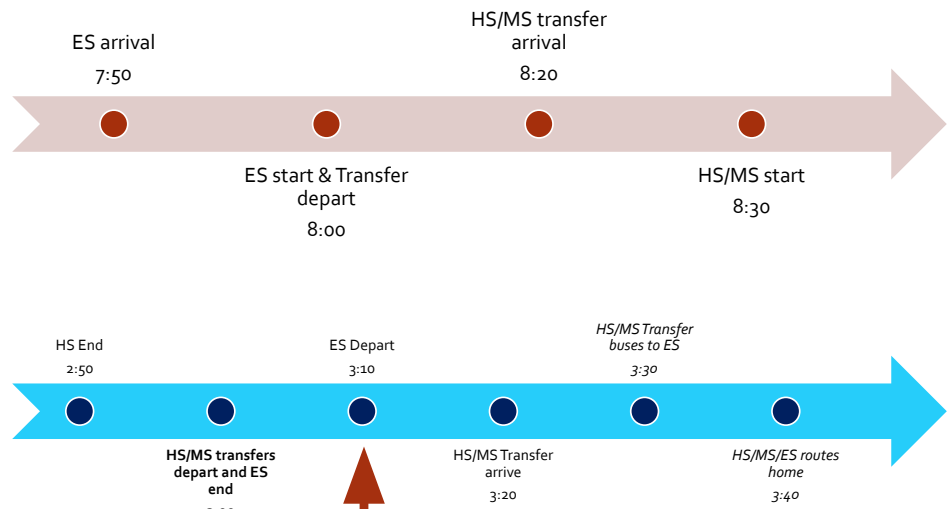 HS/MS transfer
arrival
8:20
ES arrival
7:50
ES start & Transfer
depart
8:00
HS/MS start
8:30
HS End
2:50
ES Depart
3:10
HS/MS Transfer
buses to ES
3:30
HS/MS transfers
depart and ES
end
HS/MS Transfer
arrive
3:20
HS/MS/ES routes
home
3:40